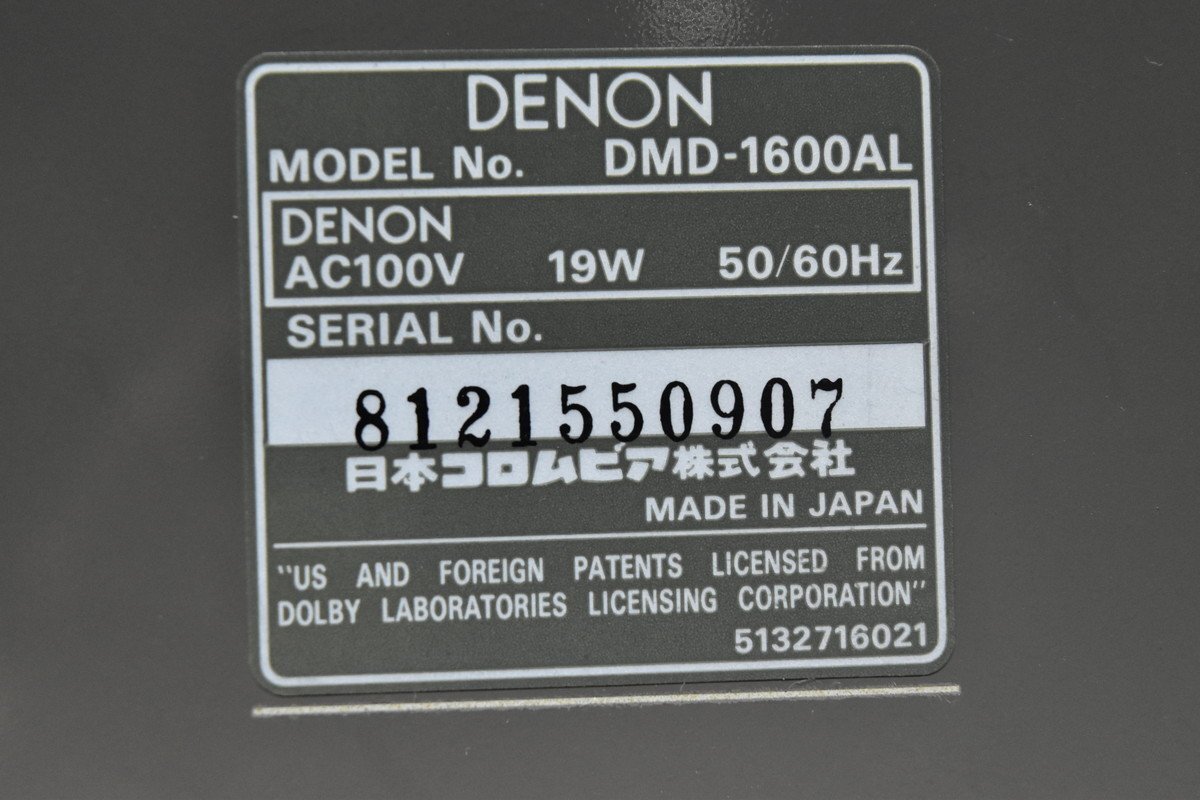 DENON
MODEL No. DMD-1600AL
DENON
AC100V 19W 50/60Hz
SERIAL No.
8121550907
日本コロムビア株式会社
MADE IN JAPAN
"US AND FOREIGN PATENTS LICENSED FROM
DOLBY LABORATORIES LICENSING CORPORATION"
5132716021